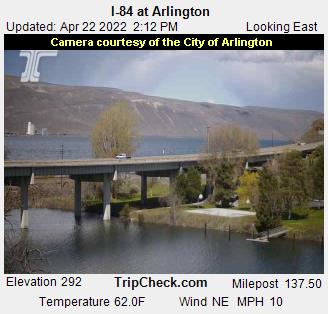 I-84 at Arlington
Updated: Apr 22 2022 2:12 PM Looking East
Camera courtesy of the City of Arlington
Elevation 292 TripCheck.com Milepost 137.50
Temperature 62.0F Wind NE MPH 10